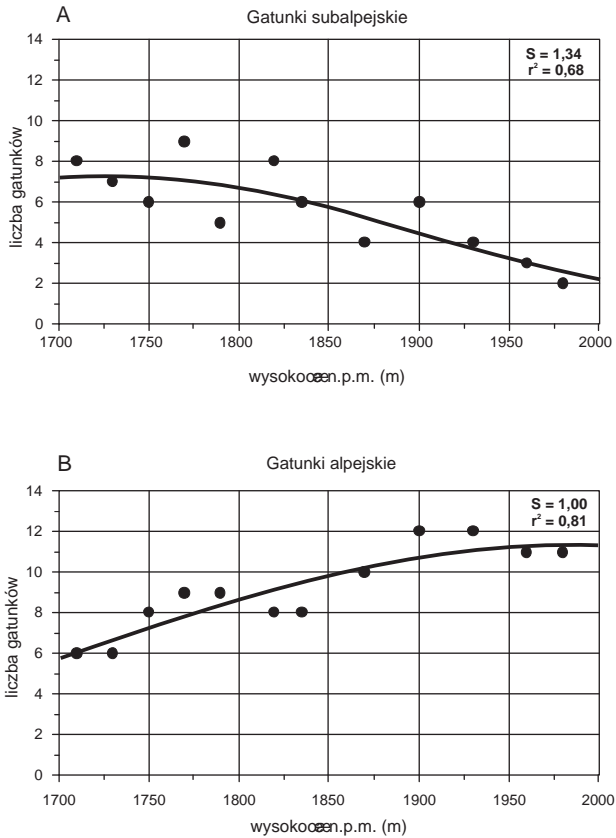 A
Gatunki subalpejskie
S = 1,34
r² = 0,68
14
12
10
8
6
4
2
0
liczba gatunków
1700 1750 1800 1850 1900 1950 2000
wysokoœæ n.p.m. (m)
B
Gatunki alpejskie
S = 1,00
r² = 0,81
14
12
10
8
6
4
2
0
liczba gatunków
1700 1750 1800 1850 1900 1950 2000
wysokoœæ n.p.m. (m)